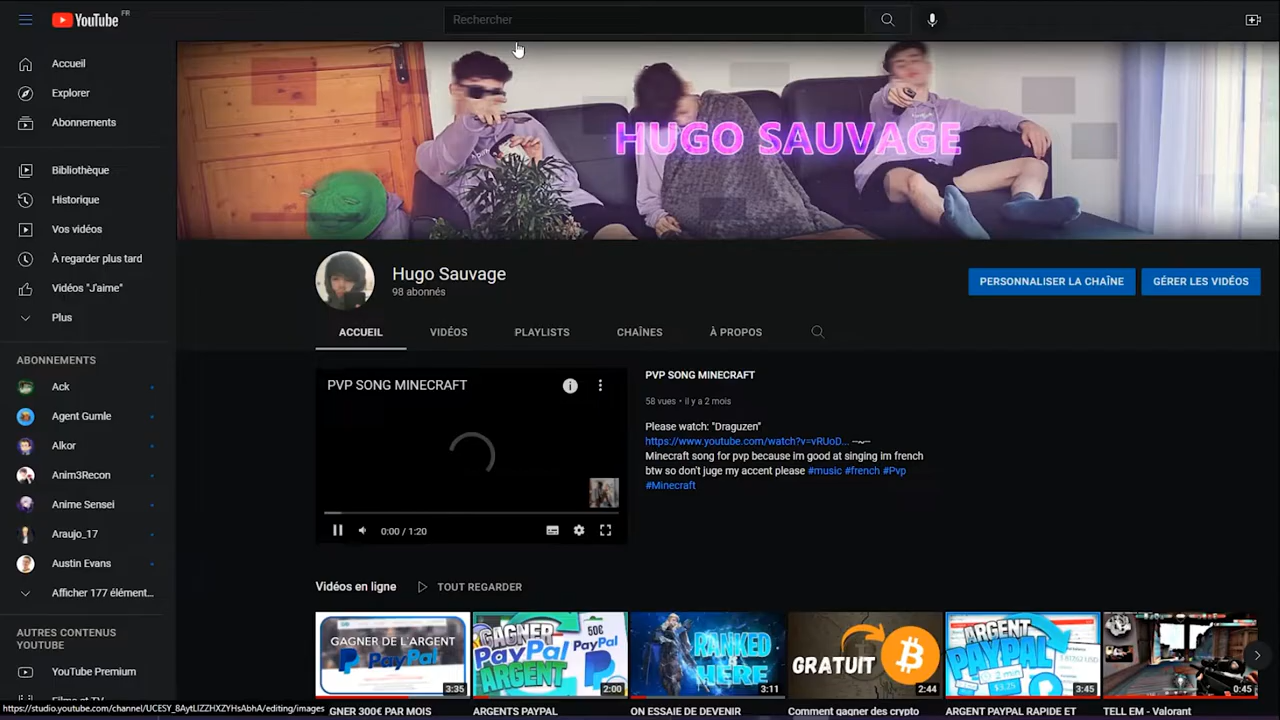 YouTube FR
Rechercher
Accueil
Explorer
Abonnements
Bibliothèque
Historique
Vos vidéos
À regarder plus tard
Vidéos "J'aime"
Plus
ABONNEMENTS
Ack
Agent Gumle
Alkor
Anim3Recon
Anime Sensei
Araujo_17
Austin Evans
Afficher 177 élément...
AUTRES CONTENUS
YOUTUBE
YouTube Premium
Films et TV
https://studio.youtube.com/channel/UCESY_8AytLIZZHXZYHsAbhA/editing/images
HUGO SAUVAGE
Hugo Sauvage
98 abonnés
PERSONNALISER LA CHAÎNE
GÉRER LES VIDÉOS
ACCUEIL
VIDÉOS
PLAYLISTS
CHAÎNES
À PROPOS
PVP SONG MINECRAFT
0:00 / 1:20
PVP SONG MINECRAFT
58 vues • il y a 2 mois
Please watch: "Draguzen"
https://www.youtube.com/watch?v=vRUoD... --~--
Minecraft song for pvp because im good at singing im french
btw so don't juge my accent please #music #french #Pvp
#Minecraft
Vidéos en ligne
TOUT REGARDER
GAGNER DE L'ARGENT
PayPal
3:35
GAGNER
PayPal
ARGENT
50€
PayPal
2:00
RANKED
HERE
3:11
GRATUIT
2:44
ARGENT
PAYPAL
2 min
$3,25
3:45
0:45
GNER 300€ PAR MOIS
ARGENTS PAYPAL
ON ESSAIE DE DEVENIR
Comment gagner des crypto
ARGENT PAYPAL RAPIDE ET
TELL EM - Valorant